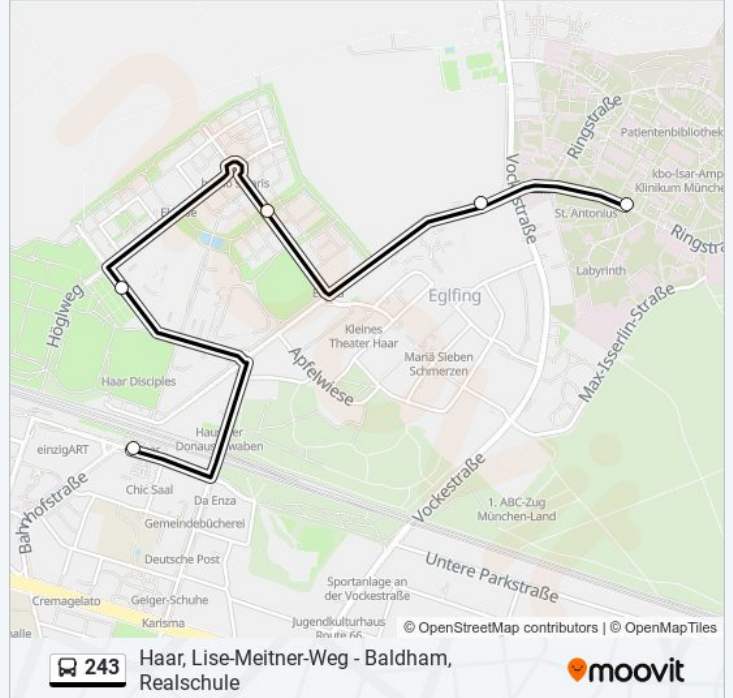 Ringstraße
Patientenbibliothek
kbo-Isar-Amp
Klinikum Münche
Vockestraße
St. Antonius
Ringstra
Labyrinth
Höglweg
Eglfing
Kleines
Theater Haar
Mariä Sieben
Schmerzen
Max-Isserlin-Straße
Apfelwiese
Haar Disciples
einzigART
Chic Saal
Da Enza
Gemeindebücherei
Bahnhofstraße
Vockestraße
1. ABC-Zug
München-Land
Deutsche Post
Untere Parkstraße
Sportanlage an
der Vockestraße
Cremagelato
Geiger-Schuhe
Karisma
Jugendkulturhaus
Route 66
alle
© OpenStreetMap contributors | © OpenMapTiles
243
Haar, Lise-Meitner-Weg - Baldham,
Realschule
moovit